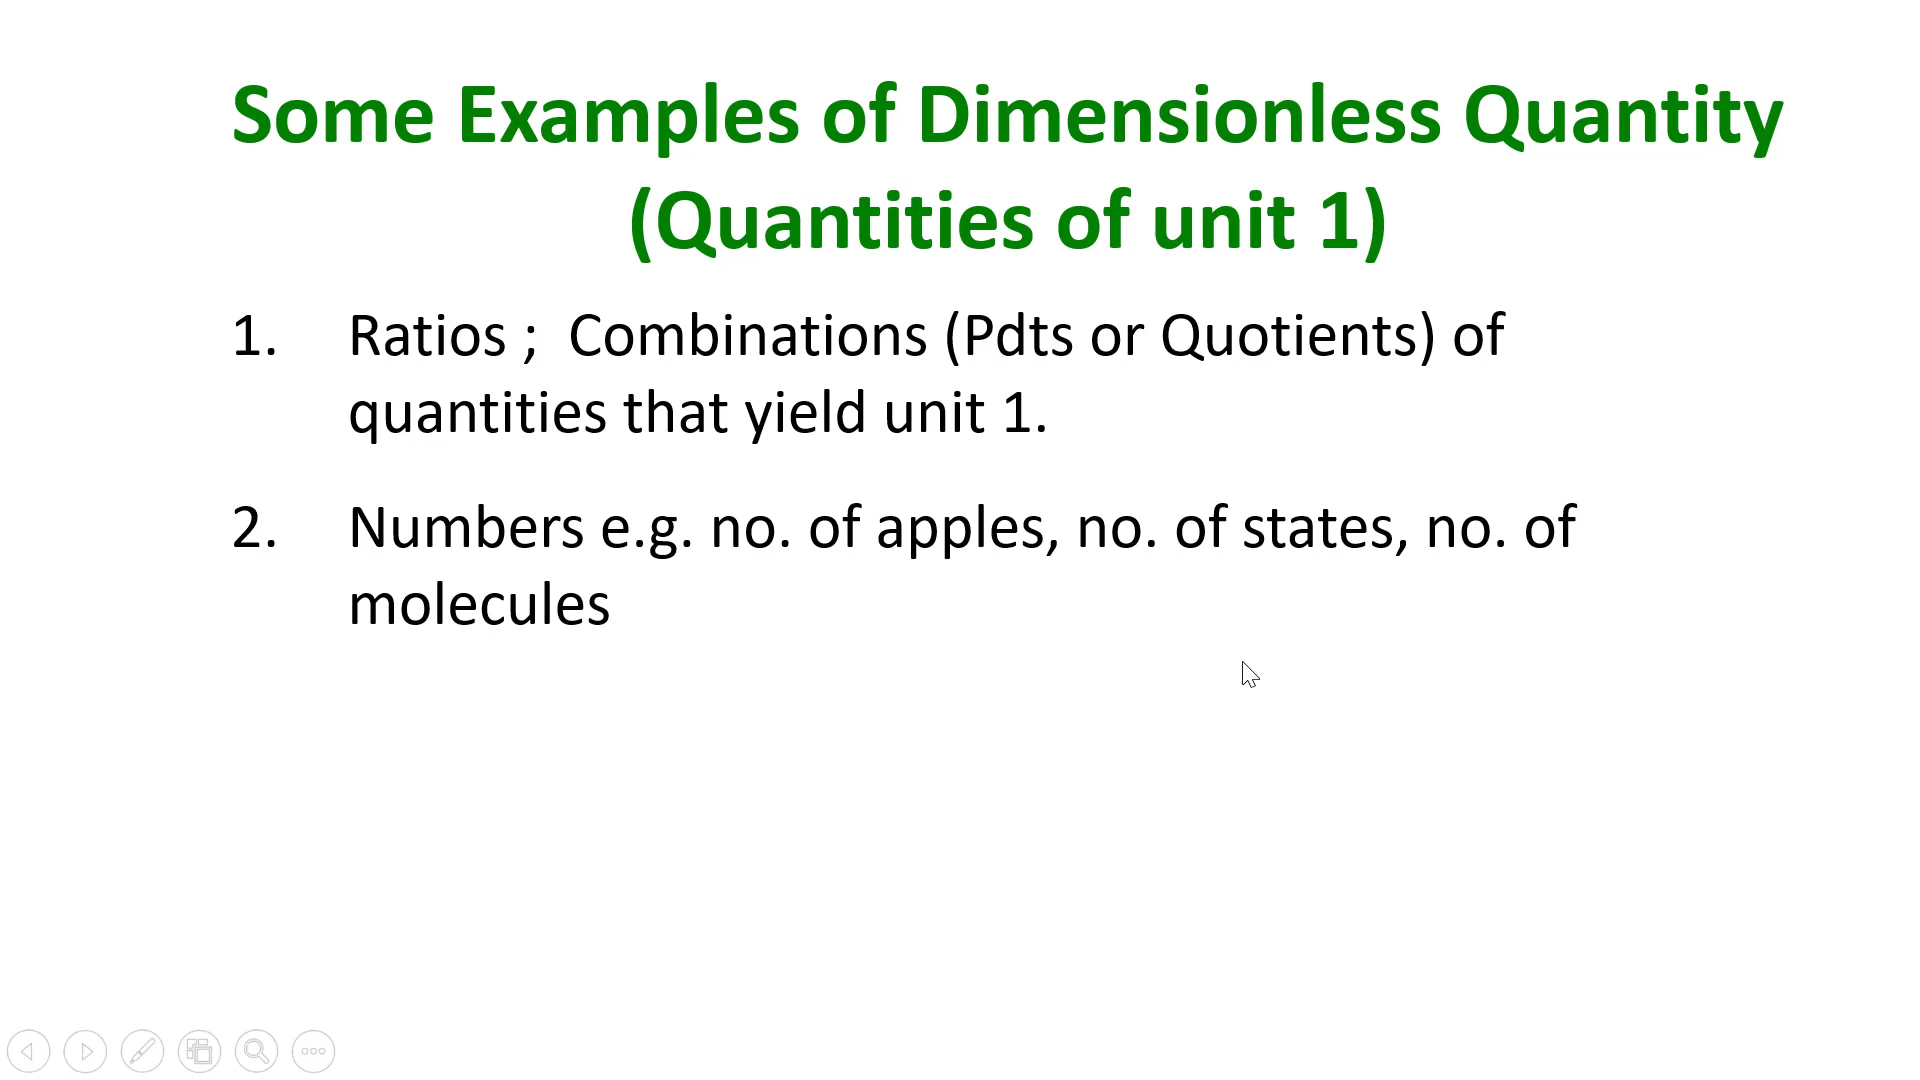 Some Examples of Dimensionless Quantity
(Quantities of unit 1)
1. Ratios ; Combinations (Pdts or Quotients) of
quantities that yield unit 1.
2. Numbers e.g. no. of apples, no. of states, no. of
molecules